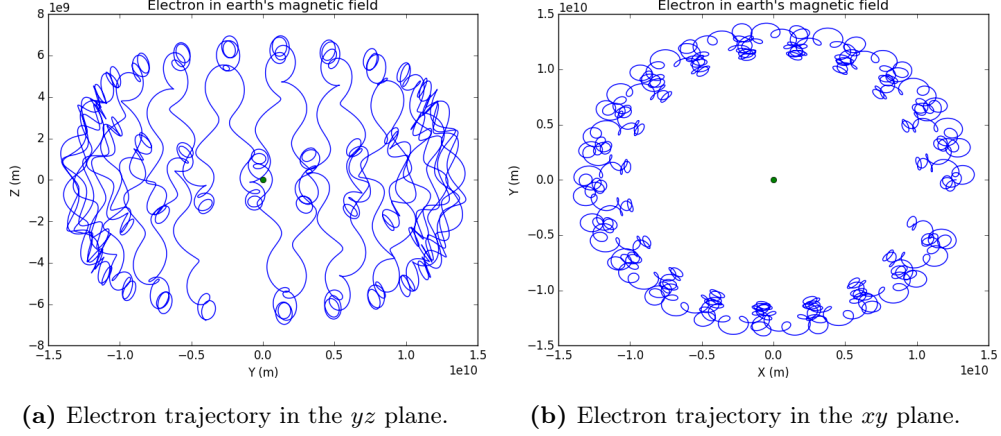 Electron in earth's magnetic field
1e9
8
6
4
2
0
−2
−4
−6
−8
Z (m)
−1.5 −1.0 −0.5 0.0 0.5 1.0 1.5
Y (m)
1e10
(a) Electron trajectory in the yz plane.
Electron in earth's magnetic field
1e10
1.5
1.0
0.5
0.0
−0.5
−1.0
−1.5
Y (m)
−1.5 −1.0 −0.5 0.0 0.5 1.0 1.5
X (m)
1e10
(b) Electron trajectory in the xy plane.